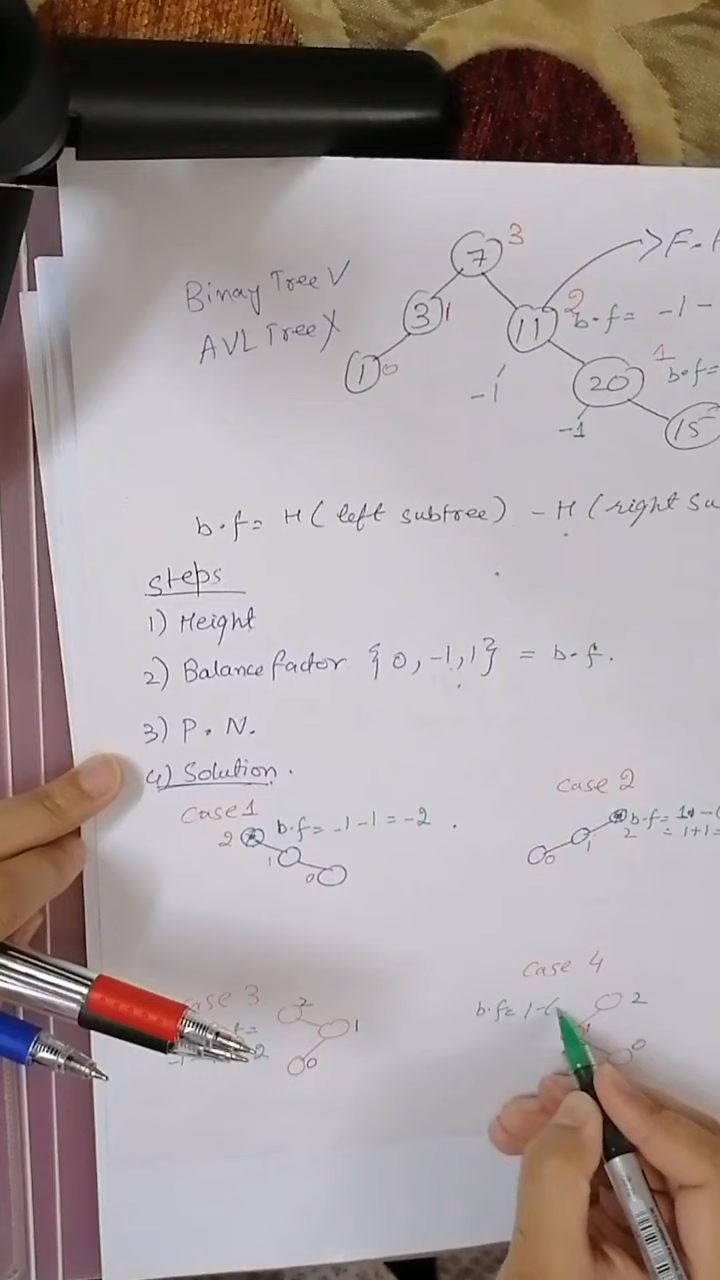 Binay Tree V
AVL Tree X
7 3
3 1
1 0
11 2
b.f= -1 -
-1
20 1
b.f=
-1
15
b.f= H( left subtree) - H (right su
Steps
1) Height
2) Balance factor { 0, -1, 1} = b.f.
3) P.N.
4) Solution.
Case 1
2 b.f= -1-1 = -2 .
1
0
Case 2
b.f=
2 = 1+1=
1
0
ase 3
2
1
0
Case 4
b.f= 1-(
2
0